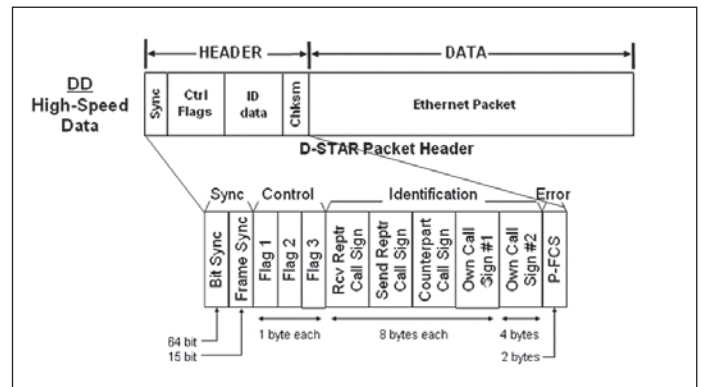 HEADER
DATA
DD
High-Speed
Data
Sync
Ctrl
Flags
ID
data
Chksm
Ethernet Packet
D-STAR Packet Header
Sync
Control
Identification
Error
Bit Sync
Frame Sync
Flag 1
Flag 2
Flag 3
Rcv Reptr
Call Sign
Send Reptr
Call Sign
Counterpart
Call Sign
Own Call
Sign #1
Own Call
Sign #2
P-FCS
64 bit
15 bit
1 byte each
8 bytes each
4 bytes
2 bytes